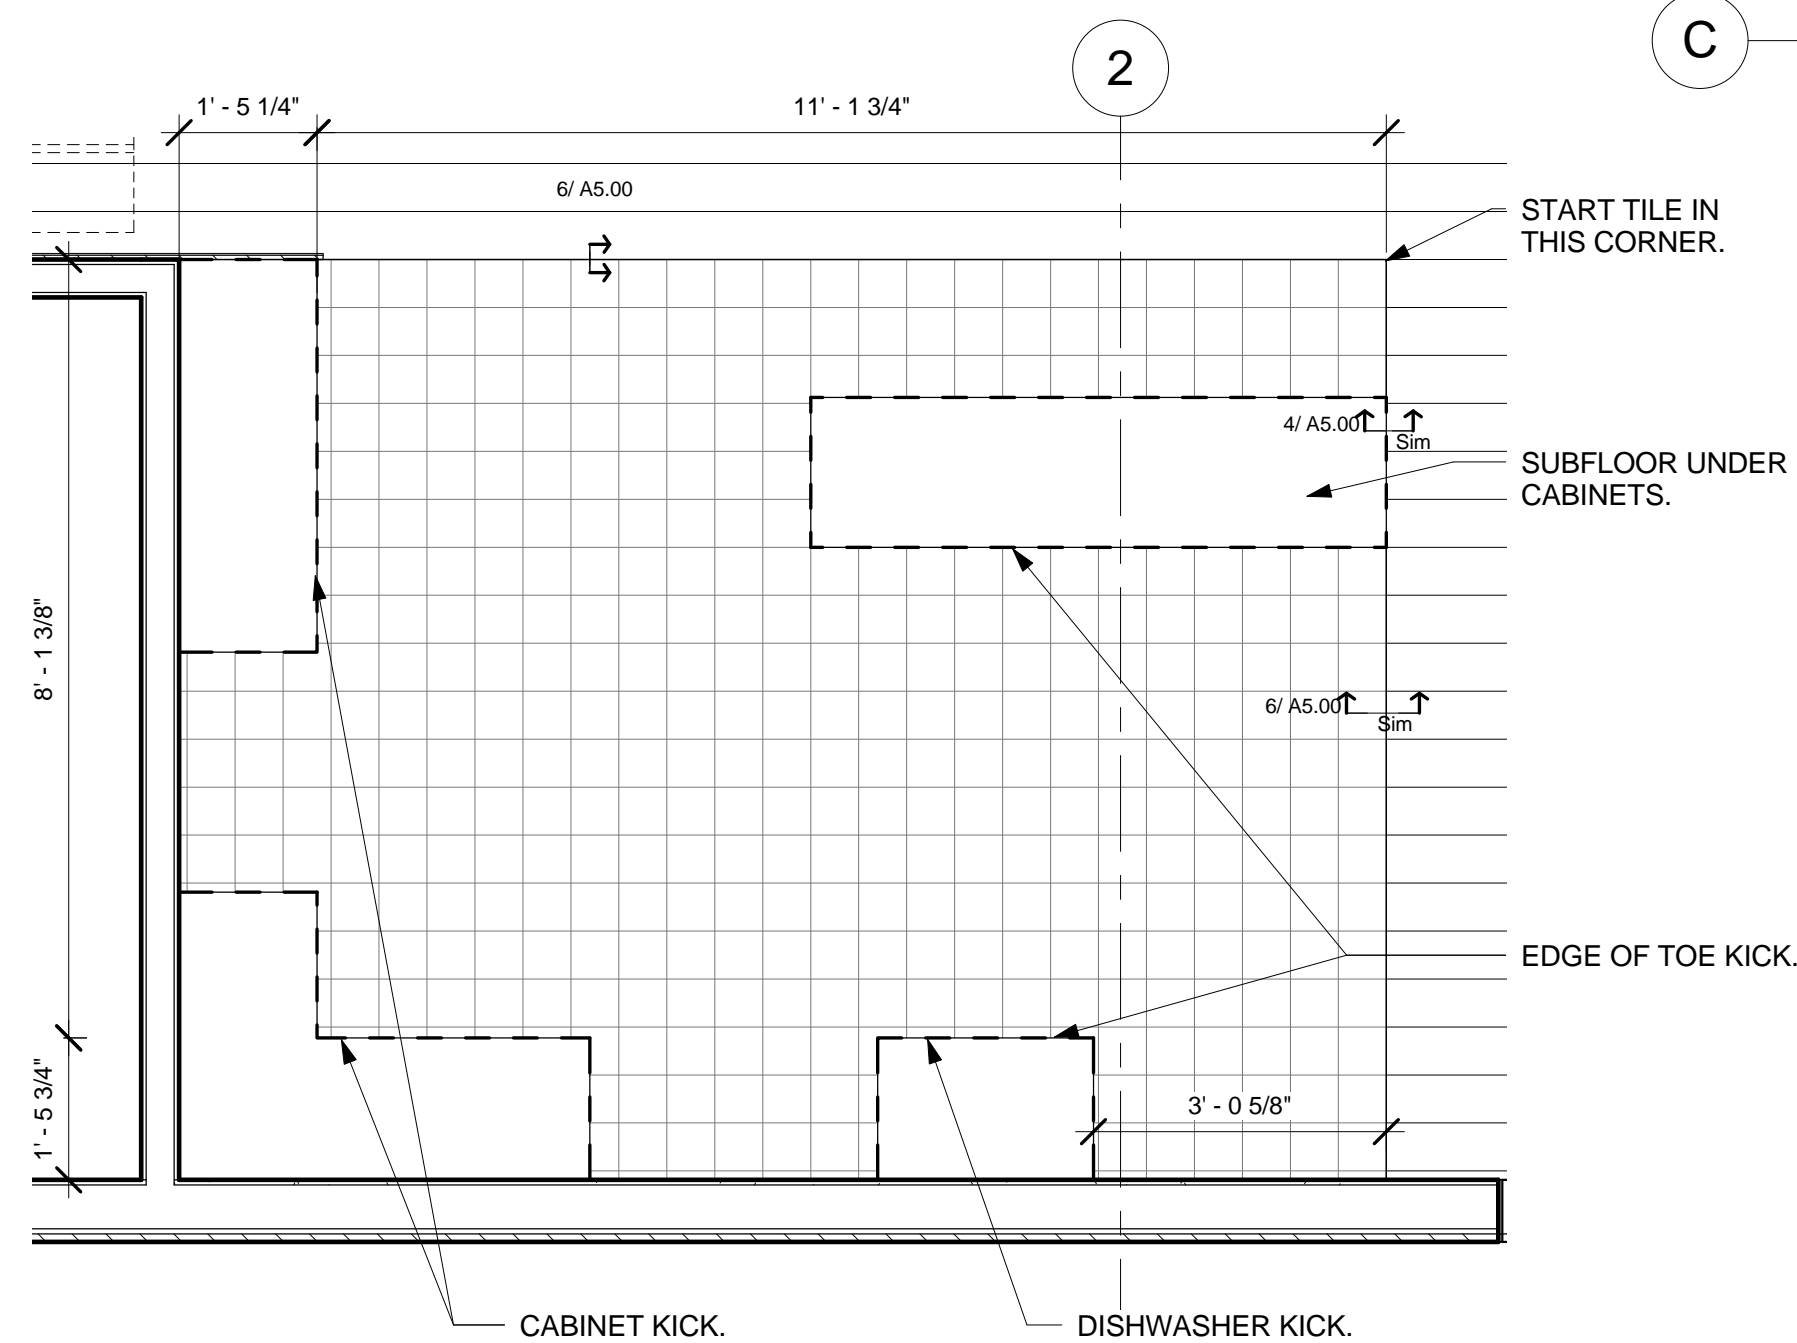 2
C
1' - 5 1/4"
11' - 1 3/4"
6/ A5.00
START TILE IN
THIS CORNER.
4/ A5.00
Sim
SUBFLOOR UNDER
CABINETS.
8' - 1 3/8"
6/ A5.00
Sim
EDGE OF TOE KICK.
1' - 5 3/4"
3' - 0 5/8"
CABINET KICK.
DISHWASHER KICK.